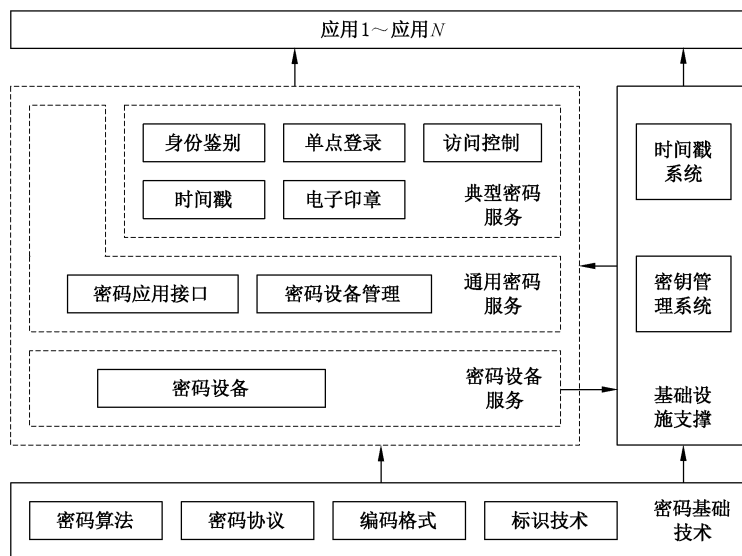 应用1～应用N
身份鉴别
单点登录
访问控制
时间戳
电子印章
典型密码
服务
密码应用接口
密码设备管理
通用密码
服务
密码设备
密码设备
服务
时间戳
系统
密钥管
理系统
基础设
施支撑
密码算法
密码协议
编码格式
标识技术
密码基础
技术